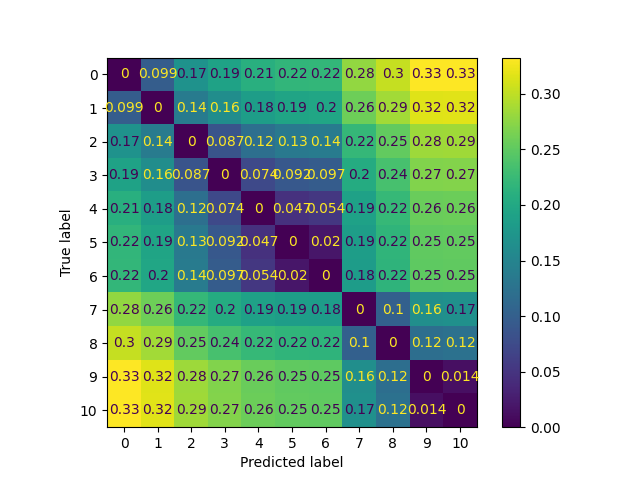 0 0 0.099 0.17 0.19 0.21 0.22 0.22 0.28 0.3 0.33 0.33
1 0.099 0 0.14 0.16 0.18 0.19 0.2 0.26 0.29 0.32 0.32
2 0.17 0.14 0 0.087 0.12 0.13 0.14 0.22 0.25 0.28 0.29
3 0.19 0.16 0.087 0 0.074 0.092 0.097 0.2 0.24 0.27 0.27
4 0.21 0.18 0.12 0.074 0 0.047 0.054 0.19 0.22 0.26 0.26
5 0.22 0.19 0.13 0.092 0.047 0 0.02 0.19 0.22 0.25 0.25
6 0.22 0.2 0.14 0.097 0.054 0.02 0 0.18 0.22 0.25 0.25
7 0.28 0.26 0.22 0.2 0.19 0.19 0.18 0 0.1 0.16 0.17
8 0.3 0.29 0.25 0.24 0.22 0.22 0.22 0.1 0 0.12 0.12
9 0.33 0.32 0.28 0.27 0.26 0.25 0.25 0.16 0.12 0 0.014
10 0.33 0.32 0.29 0.27 0.26 0.25 0.25 0.17 0.12 0.014 0
0 1 2 3 4 5 6 7 8 9 10
Predicted label
True label
0.30
0.25
0.20
0.15
0.10
0.05
0.00